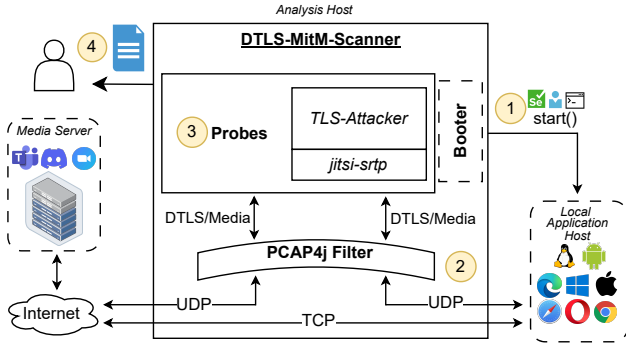 Analysis Host
DTLS-MitM-Scanner
4
Media Server
T
3
Probes
TLS-Attacker
jitsi-srtp
Booter
1
Se
start()
DTLS/Media
DTLS/Media
PCAP4j Filter
2
Local
Application
Host
UDP
UDP
Internet
TCP